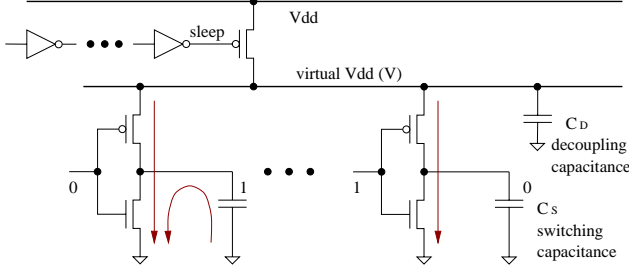 Vdd
sleep
virtual Vdd (V)
C D
decoupling
capacitance
0
1
1
0
C S
switching
capacitance